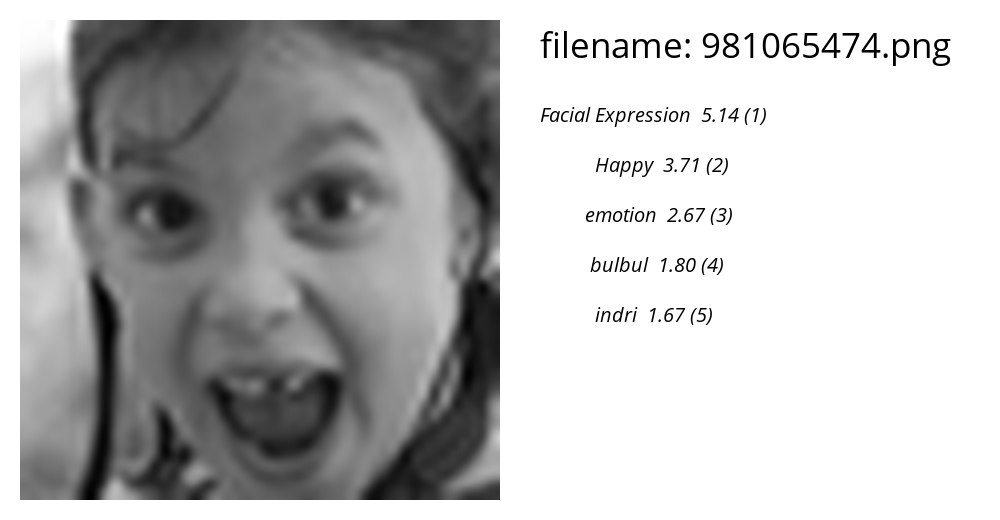 filename: 981065474.png
Facial Expression 5.14 (1)
Happy 3.71 (2)
emotion 2.67 (3)
bulbul 1.80 (4)
indri 1.67 (5)